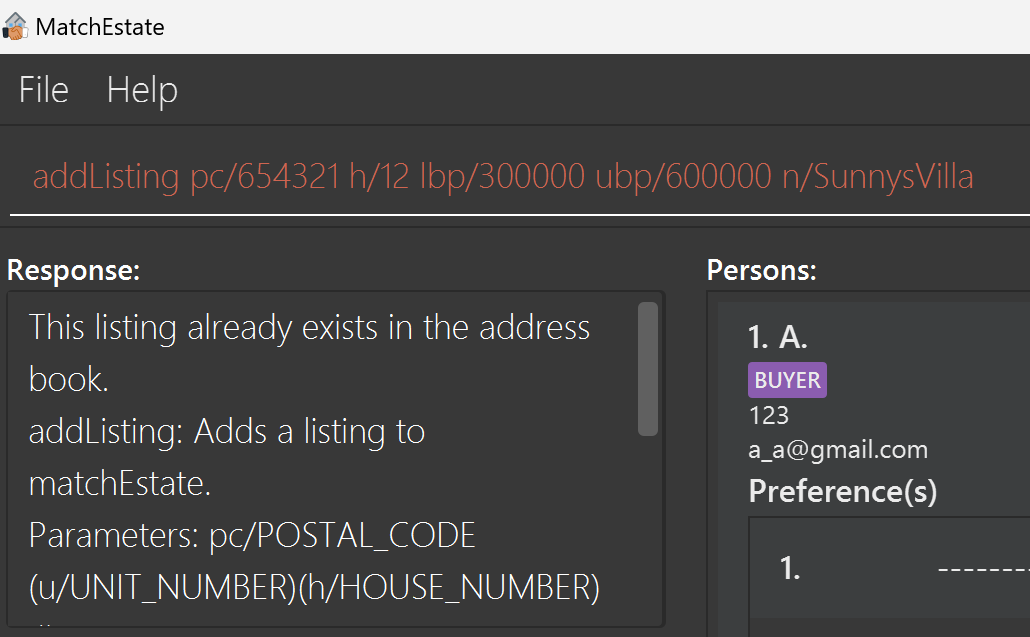 MatchEstate
File Help
addListing pc/654321 h/12 lbp/300000 ubp/600000 n/SunnysVilla
Response:
This listing already exists in the address
book.
addListing: Adds a listing to
matchEstate.
Parameters: pc/POSTAL_CODE
(u/UNIT_NUMBER)(h/HOUSE_NUMBER)
Persons:
1. A.
BUYER
123
a_a@gmail.com
Preference(s)
1. --------